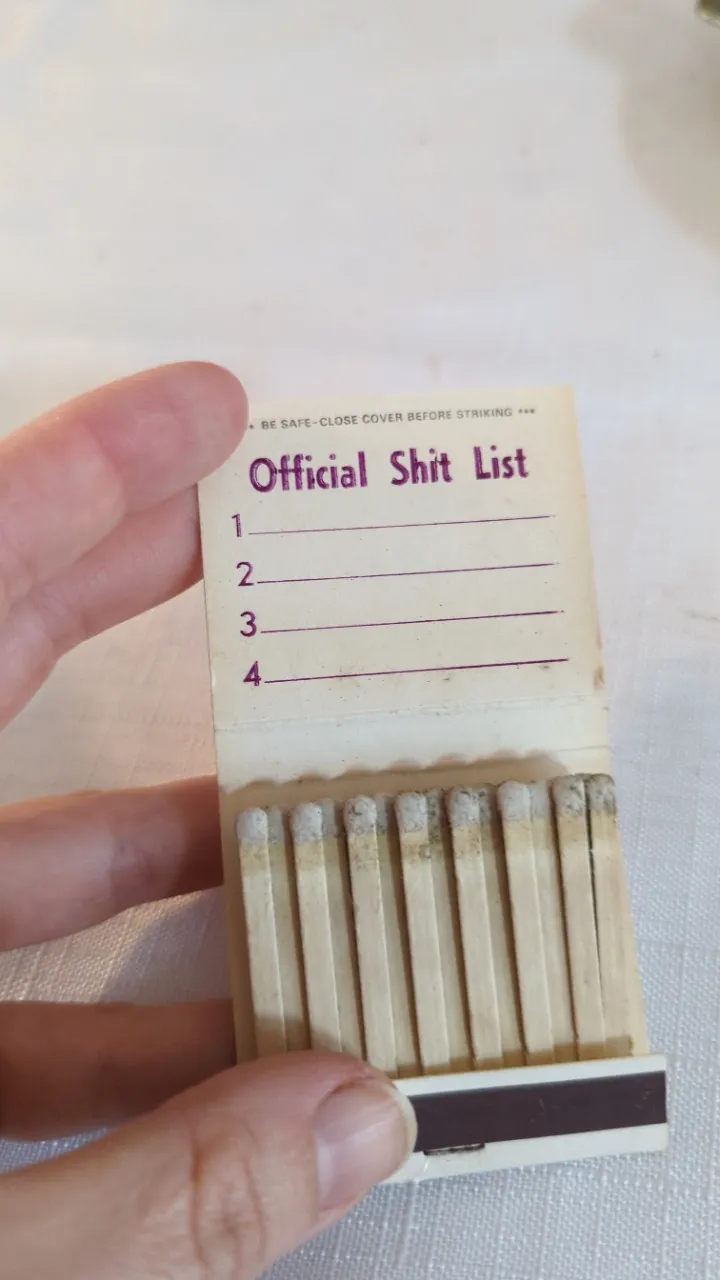 * BE SAFE-CLOSE COVER BEFORE STRIKING ***
Official Shit List
1
2
3
4